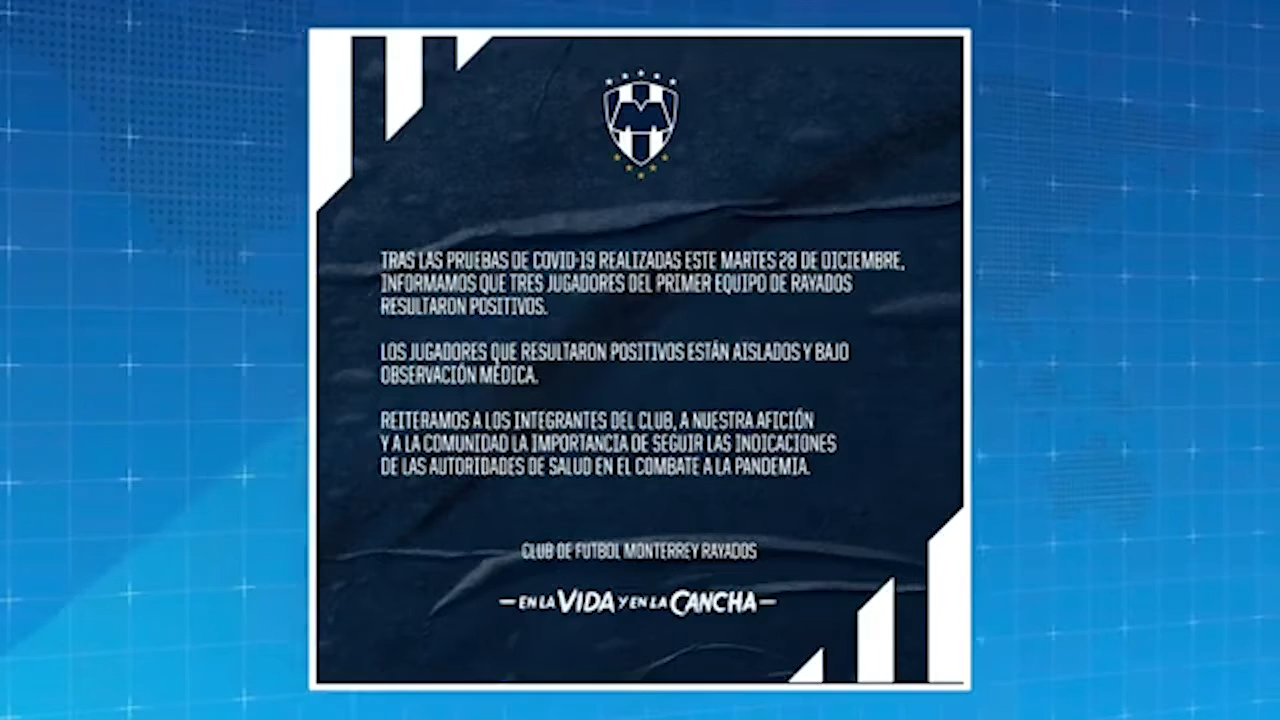 TRAS LAS PRUEBAS DE COVID-19 REALIZADAS ESTE MARTES 28 DE DICIEMBRE,
INFORMAMOS QUE TRES JUGADORES DEL PRIMER EQUIPO DE RAYADOS
RESULTARON POSITIVOS.
LOS JUGADORES QUE RESULTARON POSITIVOS ESTÁN AISLADOS Y BAJO
OBSERVACIÓN MÉDICA.
REITERAMOS A LOS INTEGRANTES DEL CLUB, A NUESTRA AFICIÓN
Y A LA COMUNIDAD LA IMPORTANCIA DE SEGUIR LAS INDICACIONES
DE LAS AUTORIDADES DE SALUD EN EL COMBATE A LA PANDEMIA.
CLUB DE FUTBOL MONTERREY RAYADOS
— EN LA VIDA Y EN LA CANCHA —